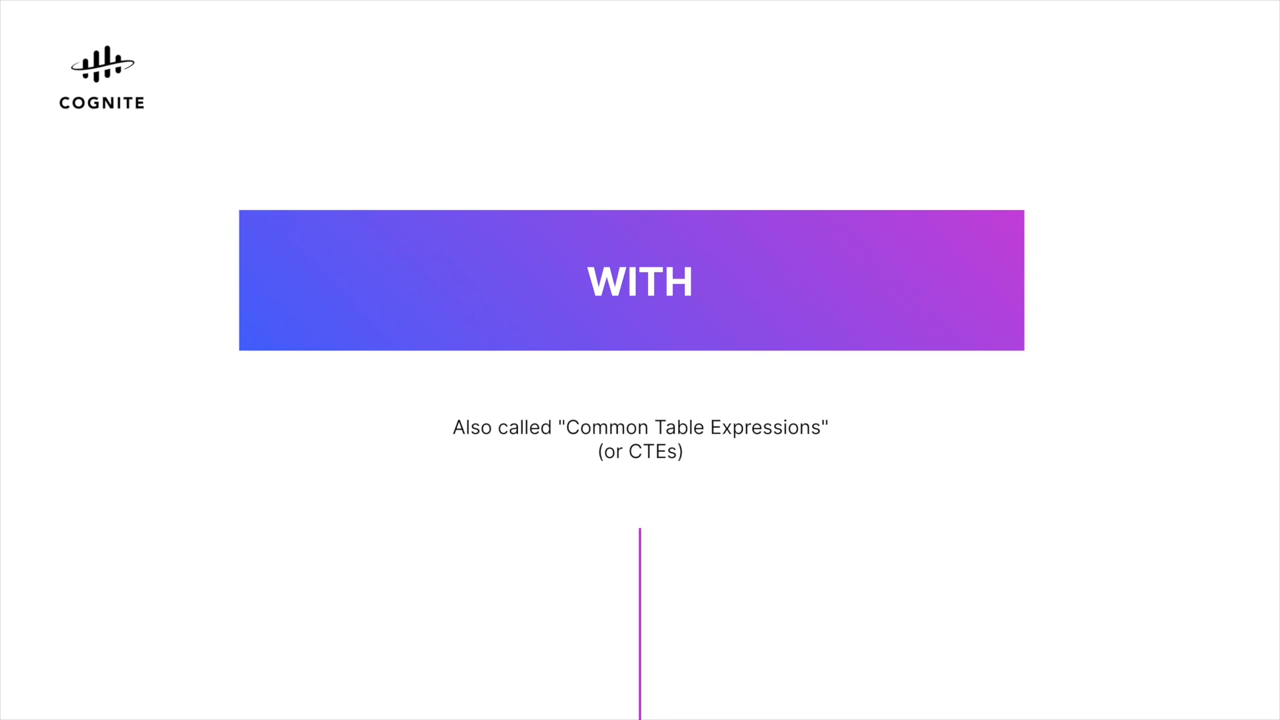 COGNITE
WITH
Also called "Common Table Expressions"
(or CTEs)